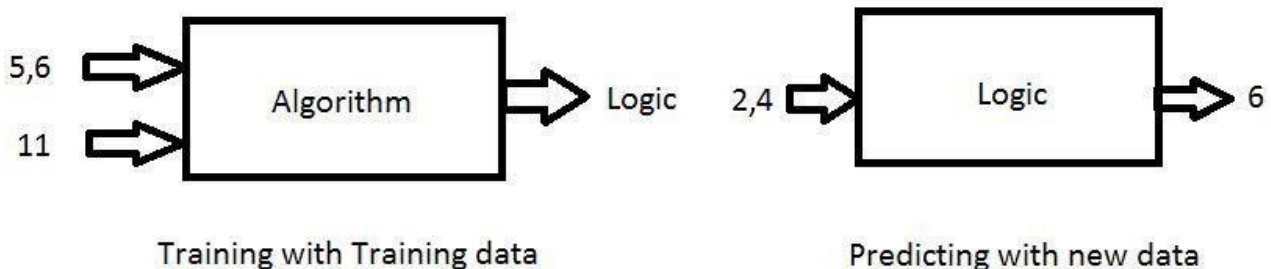 5,6
11
Algorithm
Logic
Training with Training data
2,4
Logic
6
Predicting with new data